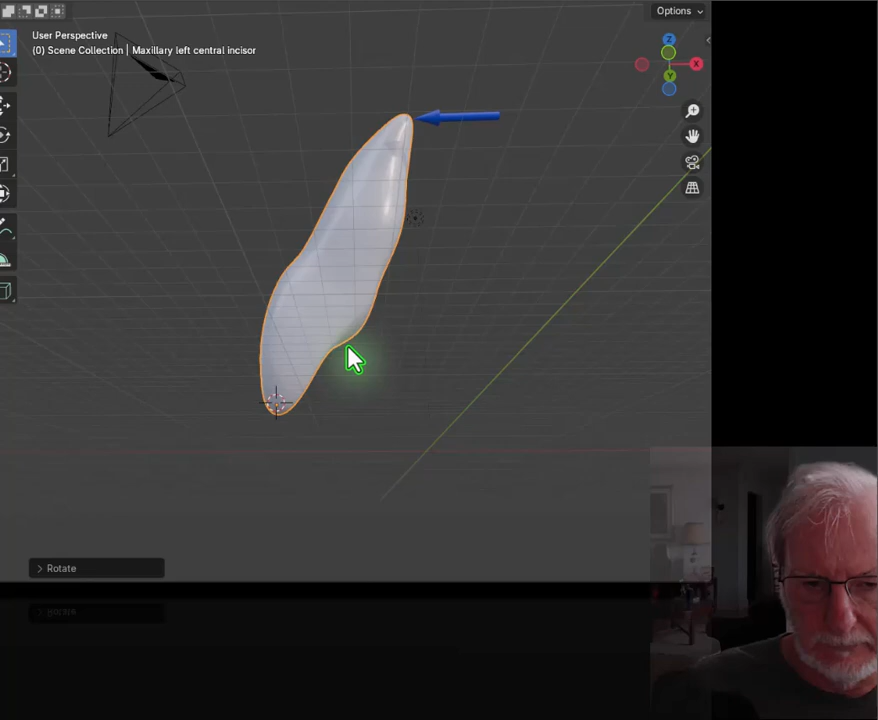 Options
User Perspective
(0) Scene Collection | Maxillary left central incisor
Z
X
Y
Rotate